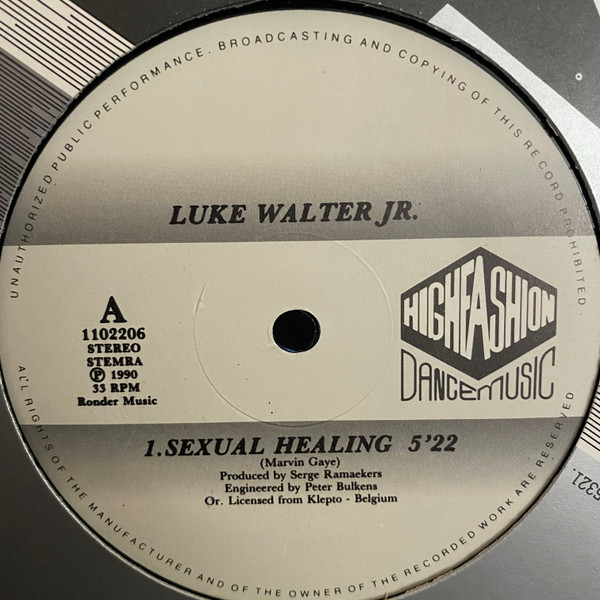 UNAUTHORIZED PUBLIC PERFORMANCE. BROADCASTING AND COPYING OF THIS RECORD PROHIBITED.
LUKE WALTER JR.
A
1102206
STEREO
STEMRA
Ⓟ 1990
33 RPM
Ronder Music
HIGHFASHION
DANCEMUSIC
1.SEXUAL HEALING 5'22
(Marvin Gaye)
Produced by Serge Ramaekers
Engineered by Peter Bulkens
Or. Licensed from Klepto - Belgium
ALL RIGHTS OF THE MANUFACTURER AND OF THE OWNER OF THE RECORDED WORK ARE RESERVED